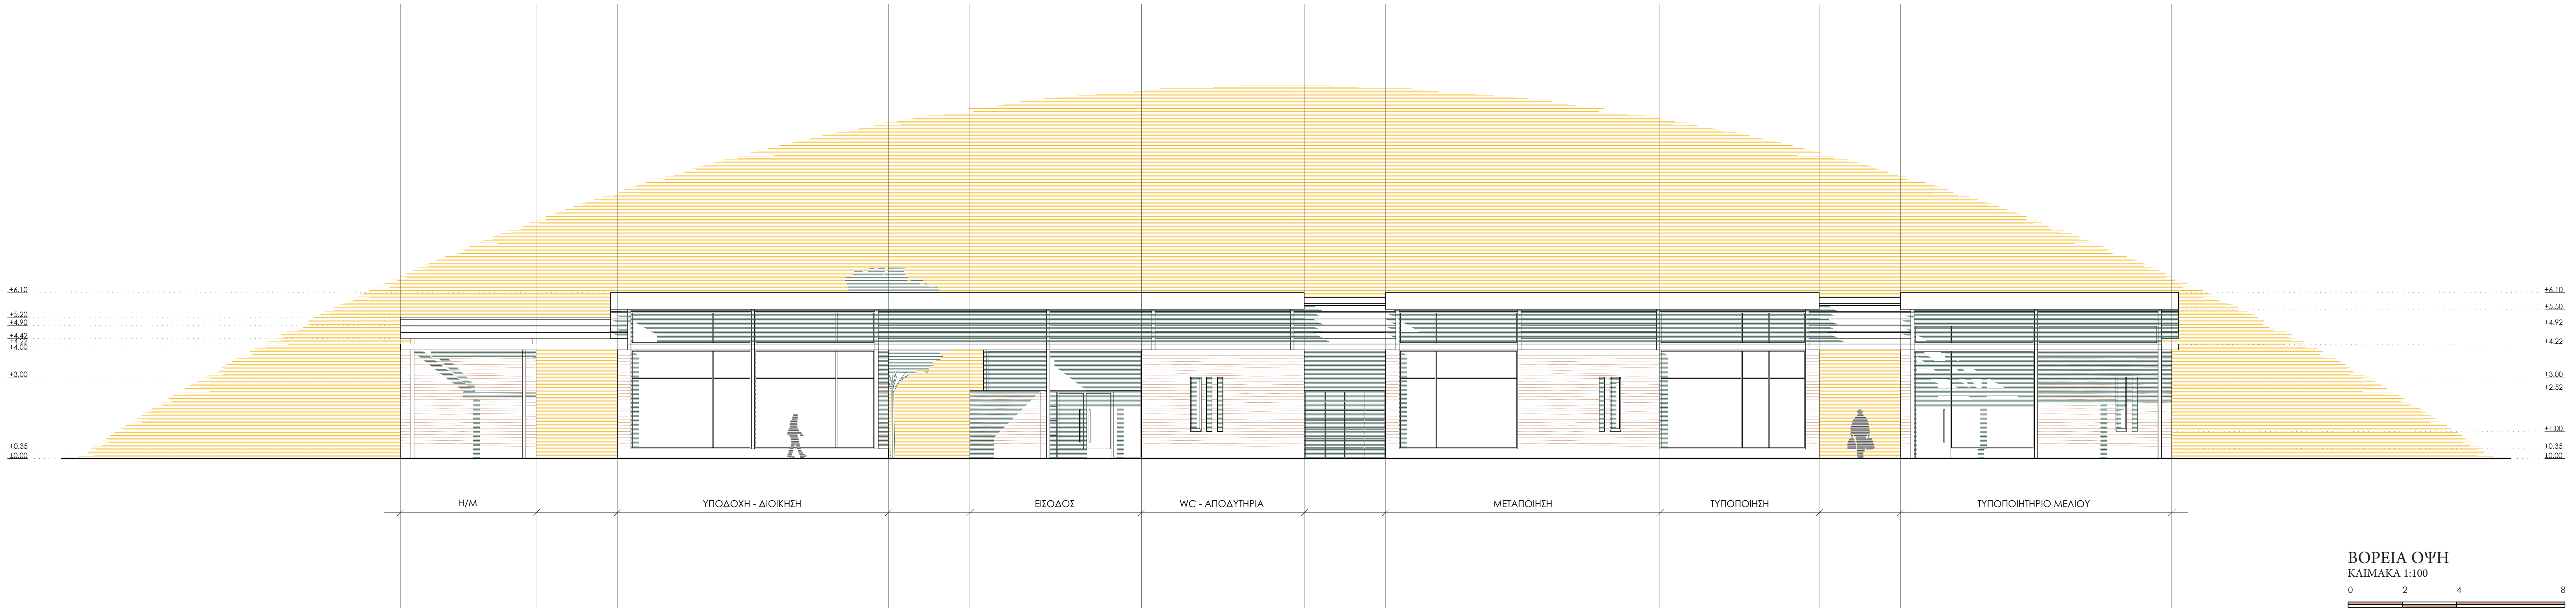 +6.10
+5.20
+4.90
+4.42
+4.22
+4.00
+3.00
+0.35
±0.00
+6.10
+5.50
+4.92
+4.22
+3.00
+2.52
+1.00
+0.35
±0.00
Η/Μ
ΥΠΟΔΟΧΗ - ΔΙΟΙΚΗΣΗ
ΕΙΣΟΔΟΣ
WC - ΑΠΟΔΥΤΗΡΙΑ
ΜΕΤΑΠΟΙΗΣΗ
ΤΥΠΟΠΟΙΗΣΗ
ΤΥΠΟΠΟΙΗΤΗΡΙΟ ΜΕΛΙΟΥ
ΒΟΡΕΙΑ ΟΨΗ
ΚΛΙΜΑΚΑ 1:100
0 2 4 8